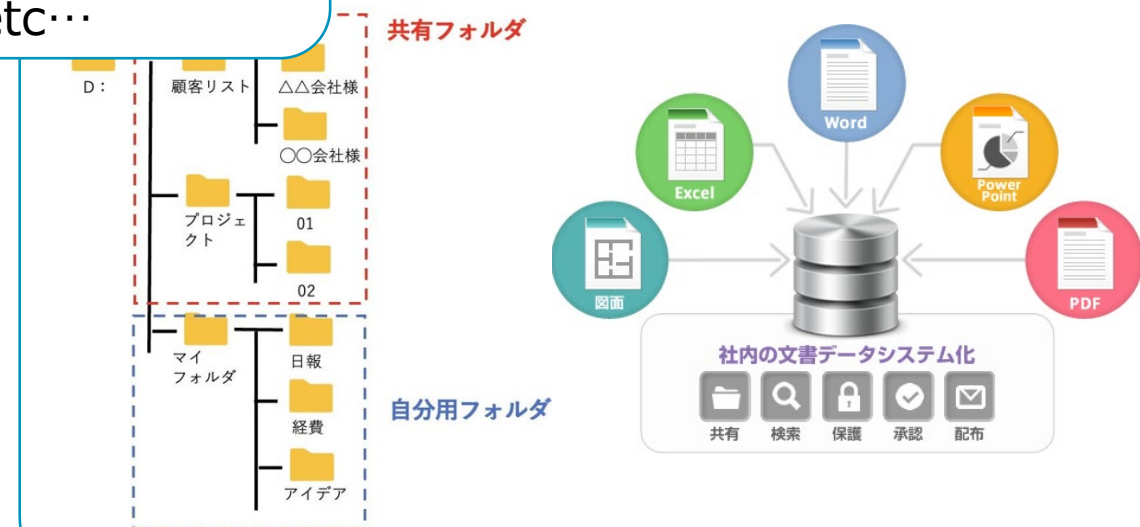 etc…
共有フォルダ
D：
顧客リスト
△△会社様
〇〇会社様
プロジェ
クト
01
02
マイ
フォルダ
日報
経費
アイデア
自分用フォルダ
Word
Excel
Power
Point
図面
PDF
社内の文書データシステム化
共有
検索
保護
承認
配布